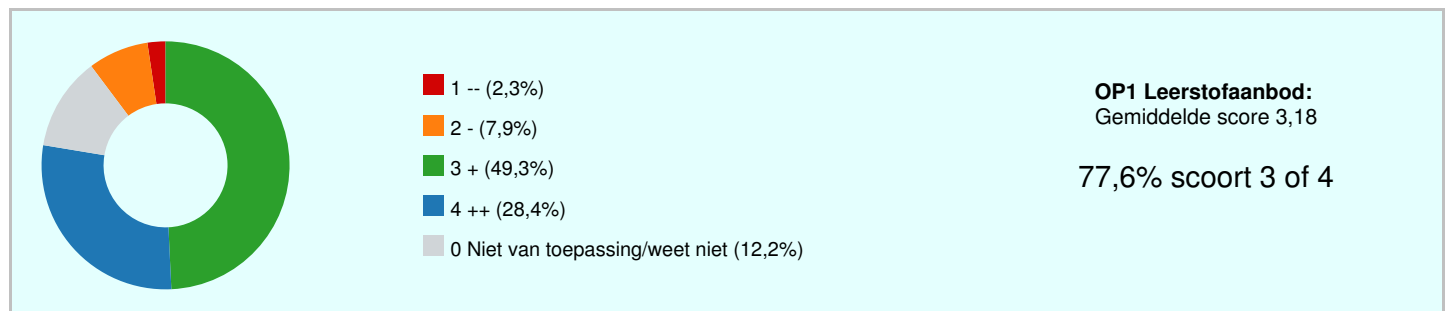 1 -- (2,3%)
2 - (7,9%)
3 + (49,3%)
4 ++ (28,4%)
0 Niet van toepassing/weet niet (12,2%)
OP1 Leerstofaanbod:
Gemiddelde score 3,18
77,6% scoort 3 of 4